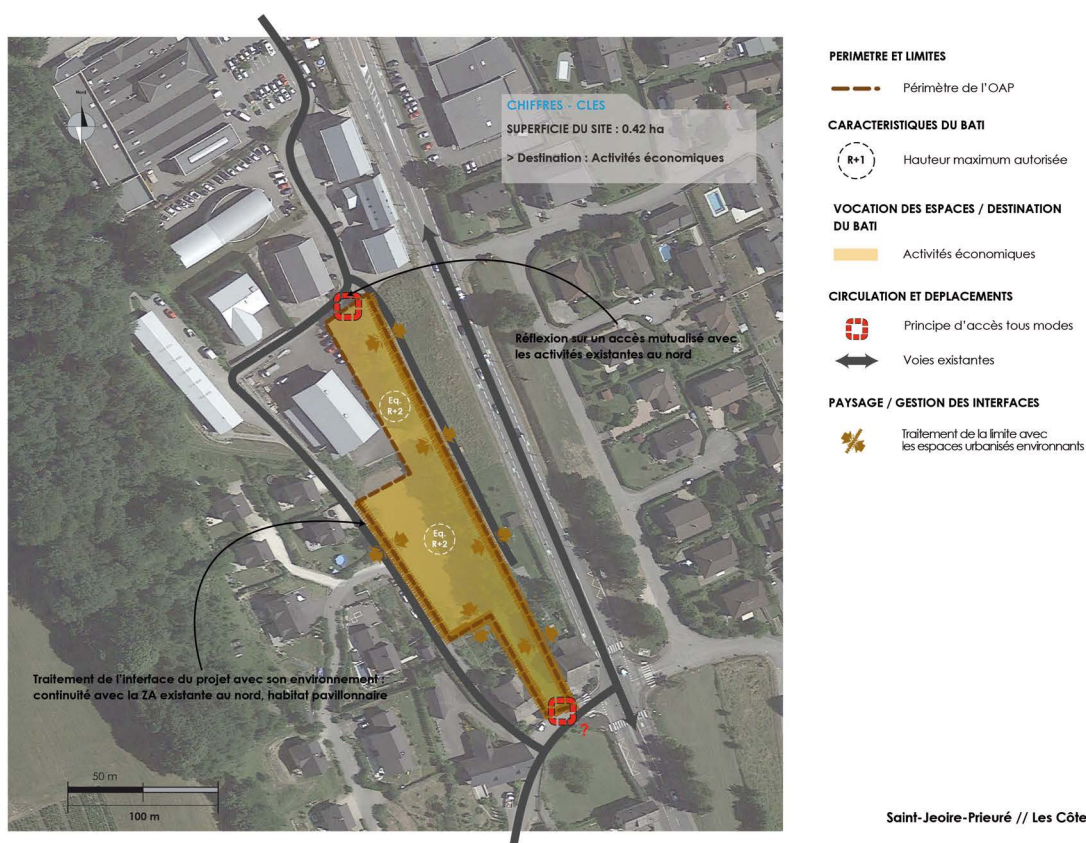 Nord
CHIFFRES - CLES
SUPERFICIE DU SITE : 0.42 ha
> Destination : Activités économiques
Réflexion sur un accès mutualisé avec
les activités existantes au nord
Eq.
R+2
Eq.
R+2
Traitement de l'interface du projet avec son environnement :
continuité avec la ZA existante au nord, habitat pavillonnaire
?
50 m
100 m
PERIMETRE ET LIMITES
Périmètre de l'OAP
CARACTERISTIQUES DU BATI
R+1
Hauteur maximum autorisée
VOCATION DES ESPACES / DESTINATION
DU BATI
Activités économiques
CIRCULATION ET DEPLACEMENTS
Principe d'accès tous modes
Voies existantes
PAYSAGE / GESTION DES INTERFACES
Traitement de la limite avec
les espaces urbanisés environnants
Saint-Jeoire-Prieuré // Les Côte